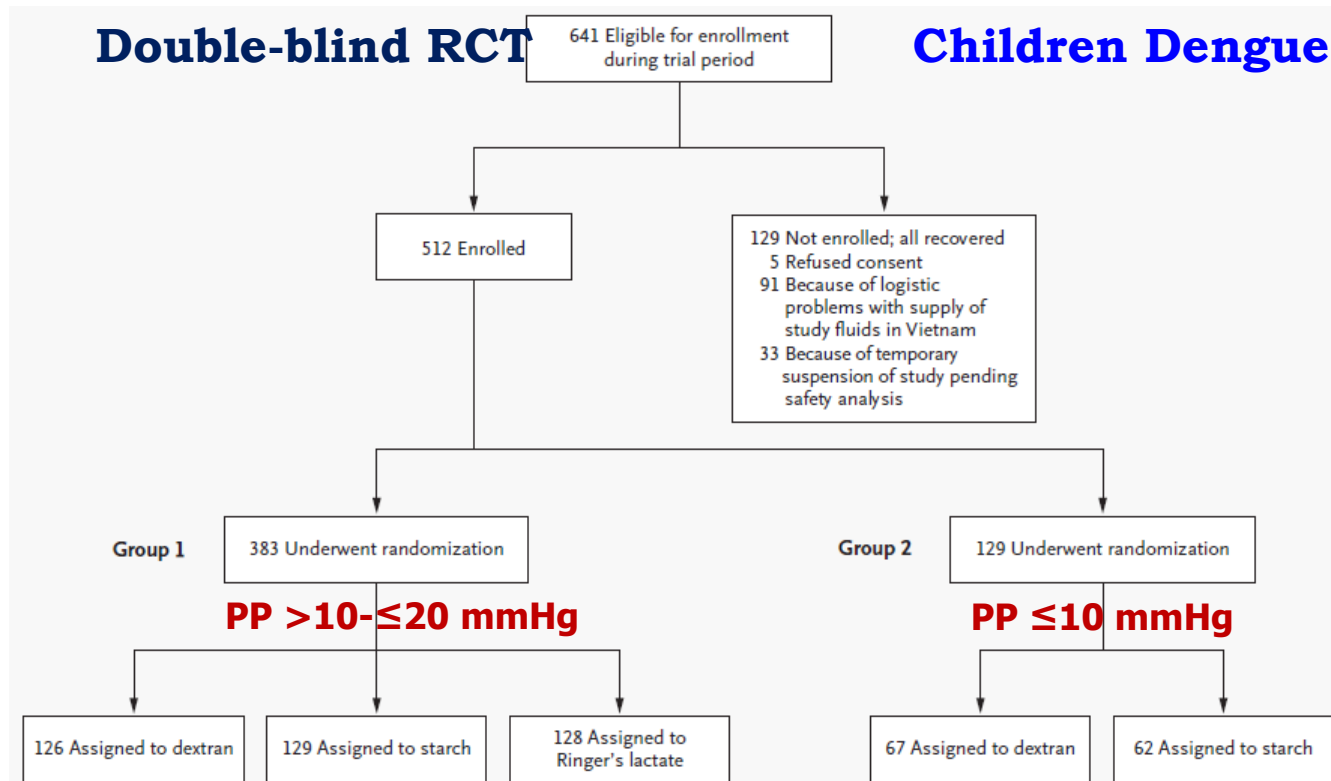 Double-blind RCT
641 Eligible for enrollment
during trial period
Children Dengue
512 Enrolled
129 Not enrolled; all recovered
5 Refused consent
91 Because of logistic
problems with supply of
study fluids in Vietnam
33 Because of temporary
suspension of study pending
safety analysis
Group 1
383 Underwent randomization
Group 2
129 Underwent randomization
PP >10-≤20 mmHg
PP ≤10 mmHg
126 Assigned to dextran
129 Assigned to starch
128 Assigned to
Ringer's lactate
67 Assigned to dextran
62 Assigned to starch